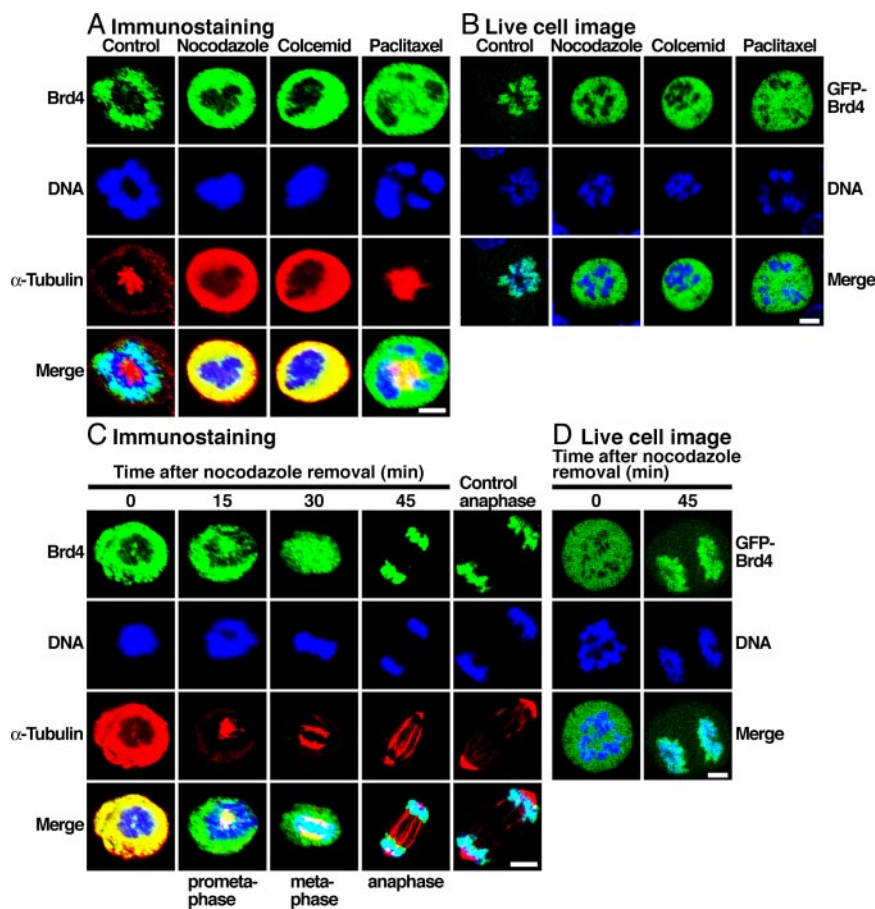 A Immunostaining
Control Nocodazole Colcemid Paclitaxel
Brd4
DNA
α-Tubulin
Merge
B Live cell image
Control Nocodazole Colcemid Paclitaxel
GFP-
Brd4
DNA
Merge
C Immunostaining
Time after nocodazole removal (min)
0 15 30 45
Control
anaphase
Brd4
DNA
α-Tubulin
Merge
prometa-
phase
meta-
phase
anaphase
D Live cell image
Time after nocodazole
removal (min)
0 45
GFP-
Brd4
DNA
Merge